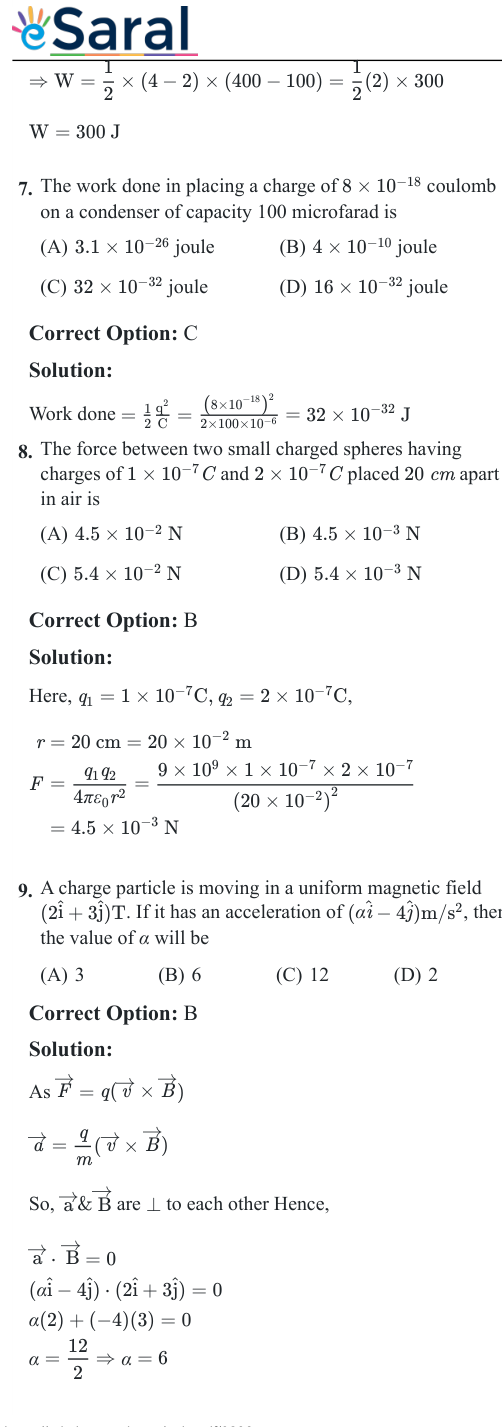 eSaral
⇒ W = 1/2 × (4 − 2) × (400 − 100) = 1/2 (2) × 300
W = 300 J
7. The work done in placing a charge of 8 × 10⁻¹⁸ coulomb
on a condenser of capacity 100 microfarad is
(A) 3.1 × 10⁻²⁶ joule (B) 4 × 10⁻¹⁰ joule
(C) 32 × 10⁻³² joule (D) 16 × 10⁻³² joule
Correct Option: C
Solution:
Work done = 1/2 q²/C = (8×10⁻¹⁸)²/(2×100×10⁻⁶) = 32 × 10⁻³² J
8. The force between two small charged spheres having
charges of 1 × 10⁻⁷ C and 2 × 10⁻⁷ C placed 20 cm apart
in air is
(A) 4.5 × 10⁻² N (B) 4.5 × 10⁻³ N
(C) 5.4 × 10⁻² N (D) 5.4 × 10⁻³ N
Correct Option: B
Solution:
Here, q₁ = 1 × 10⁻⁷C, q₂ = 2 × 10⁻⁷C,
r = 20 cm = 20 × 10⁻² m
F = q₁q₂/(4πε₀r²) = (9 × 10⁹ × 1 × 10⁻⁷ × 2 × 10⁻⁷)/(20 × 10⁻²)²
= 4.5 × 10⁻³ N
9. A charge particle is moving in a uniform magnetic field
(2î + 3ĵ)T. If it has an acceleration of (αî − 4ĵ)m/s², then
the value of α will be
(A) 3 (B) 6 (C) 12 (D) 2
Correct Option: B
Solution:
As F⃗ = q(v⃗ × B⃗)
a⃗ = q/m (v⃗ × B⃗)
So, a⃗ & B⃗ are ⊥ to each other Hence,
a⃗ · B⃗ = 0
(αî − 4ĵ) · (2î + 3ĵ) = 0
α(2) + (−4)(3) = 0
α = 12/2 ⇒ α = 6